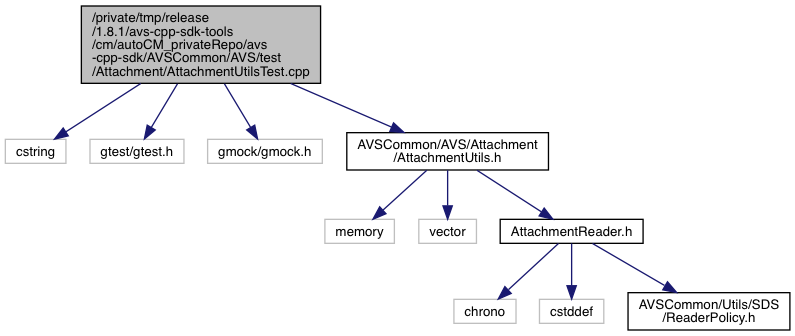 /private/tmp/release
/1.8.1/avs-cpp-sdk-tools
/cm/autoCM_privateRepo/avs
-cpp-sdk/AVSCommon/AVS/test
/Attachment/AttachmentUtilsTest.cpp
cstring
gtest/gtest.h
gmock/gmock.h
AVSCommon/AVS/Attachment
/AttachmentUtils.h
memory
vector
AttachmentReader.h
chrono
cstddef
AVSCommon/Utils/SDS
/ReaderPolicy.h